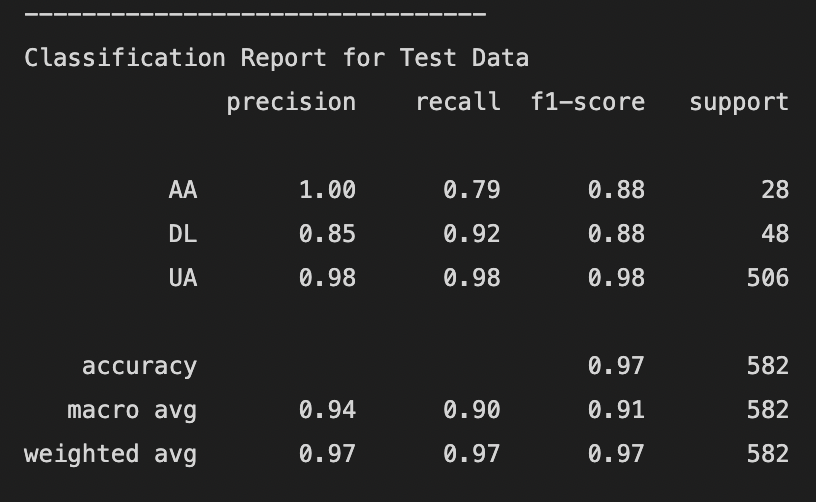 --------------------------------
Classification Report for Test Data
precision recall f1-score support
AA 1.00 0.79 0.88 28
DL 0.85 0.92 0.88 48
UA 0.98 0.98 0.98 506
accuracy 0.97 582
macro avg 0.94 0.90 0.91 582
weighted avg 0.97 0.97 0.97 582